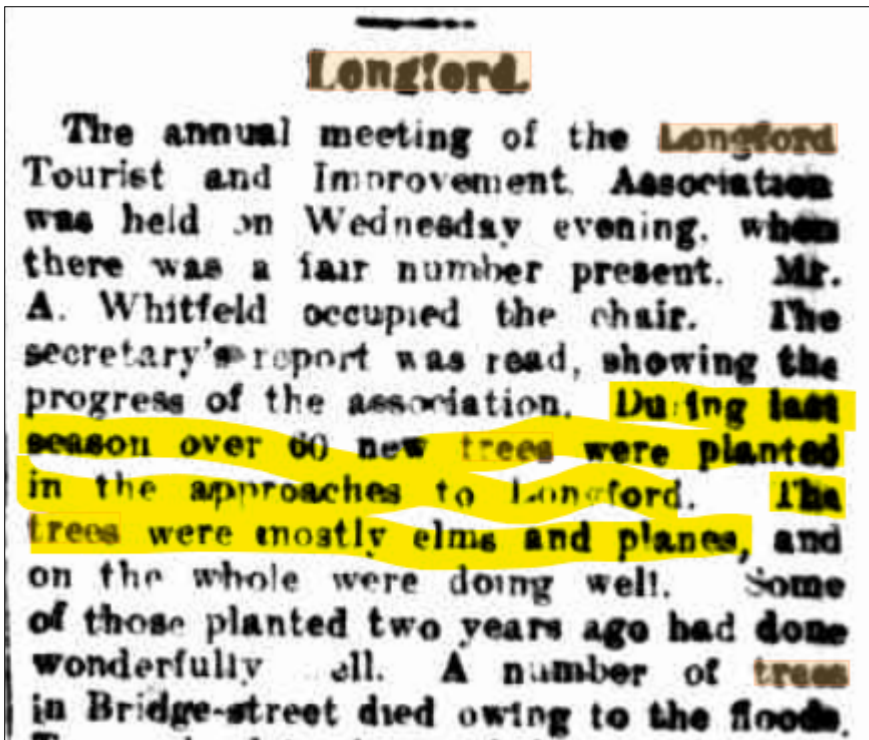 Longford.
The annual meeting of the Longford
Tourist and Improvement Association
was held on Wednesday evening, when
there was a fair number present. Mr.
A. Whitfeld occupied the chair. The
secretary's report was read, showing the
progress of the association. During last
season over 60 new trees were planted
in the approaches to Longford. The
trees were mostly elms and planes, and
on the whole were doing well. Some
of those planted two years ago had done
wonderfully ell. A number of trees
in Bridge-street died owing to the floods.